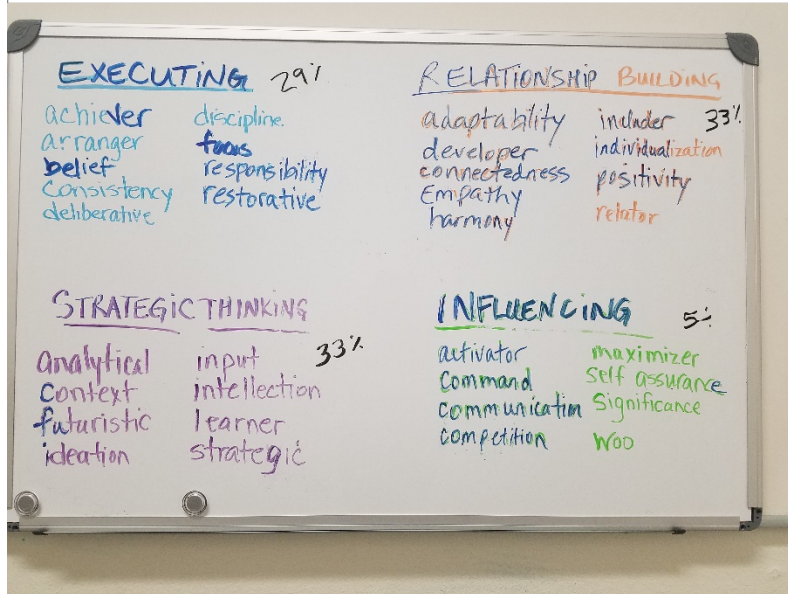 EXECUTING 29%
achiever discipline
arranger focus
belief responsibility
Consistency restorative
deliberative
RELATIONSHIP BUILDING
adaptability includer 33%
developer individualization
connectedness positivity
Empathy relator
harmony
STRATEGIC THINKING
analytical input 33%
context intellection
futuristic learner
ideation strategic
INFLUENCING 5%
activator maximizer
Command Self assurance
Communication Significance
competition Woo